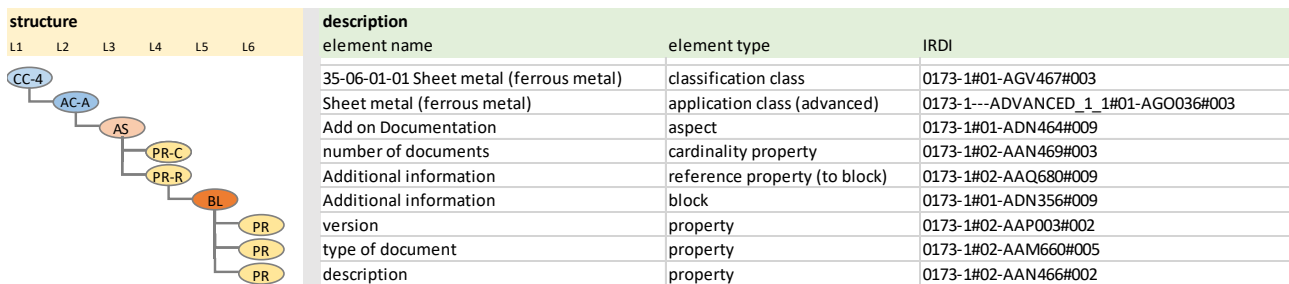 structure description
L1 L2 L3 L4 L5 L6 element name element type IRDI
CC-4 35-06-01-01 Sheet metal (ferrous metal) classification class 0173-1#01-AGV467#003
AC-A Sheet metal (ferrous metal) application class (advanced) 0173-1---ADVANCED_1_1#01-AGO036#003
AS Add on Documentation aspect 0173-1#01-ADN464#009
PR-C number of documents cardinality property 0173-1#02-AAN469#003
PR-R Additional information reference property (to block) 0173-1#02-AAQ680#009
BL Additional information block 0173-1#01-ADN356#009
PR version property 0173-1#02-AAP003#002
PR type of document property 0173-1#02-AAM660#005
PR description property 0173-1#02-AAN466#002